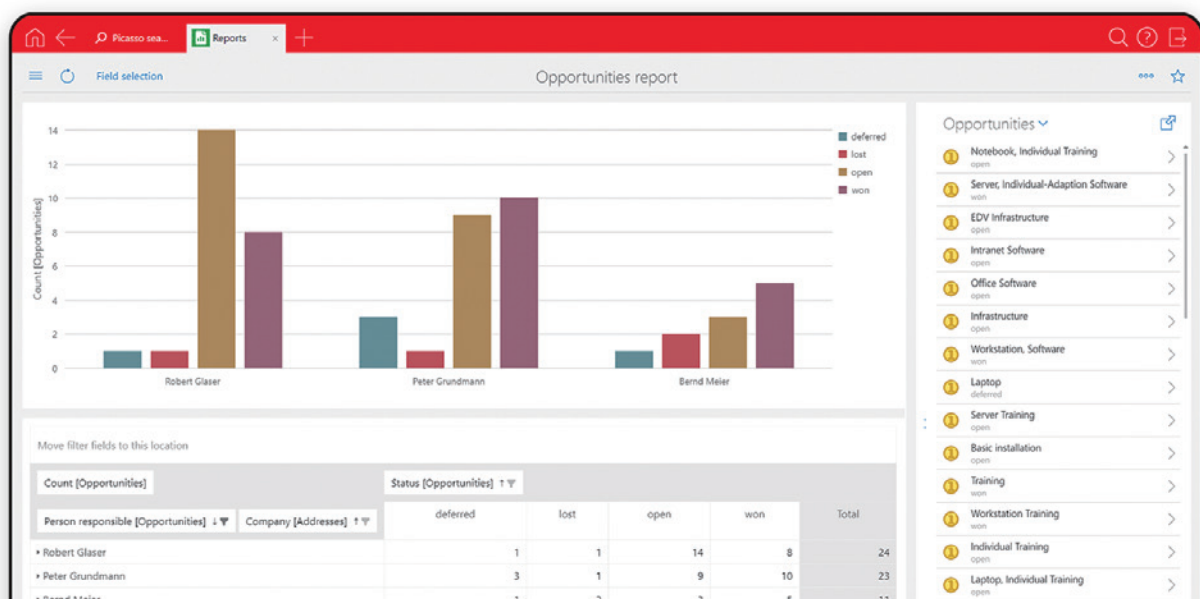 Picasso sea...
Reports ×
Field selection
Opportunities report
14
12
10
8
6
4
2
0
Count [Opportunities]
Robert Glaser
Peter Grundmann
Bernd Meier
deferred
lost
open
won
Move filter fields to this location
Count [Opportunities]
Status [Opportunities]
Person responsible [Opportunities]
Company [Addresses]
deferred lost open won Total
Robert Glaser 1 1 14 8 24
Peter Grundmann 3 1 9 10 23
Opportunities
Notebook, Individual Training
open
Server, Individual-Adaption Software
won
EDV Infrastructure
open
Intranet Software
open
Office Software
open
Infrastructure
open
Workstation, Software
won
Laptop
deferred
Server Training
open
Basic installation
open
Training
won
Workstation Training
won
Individual Training
open
Laptop, Individual Training
open